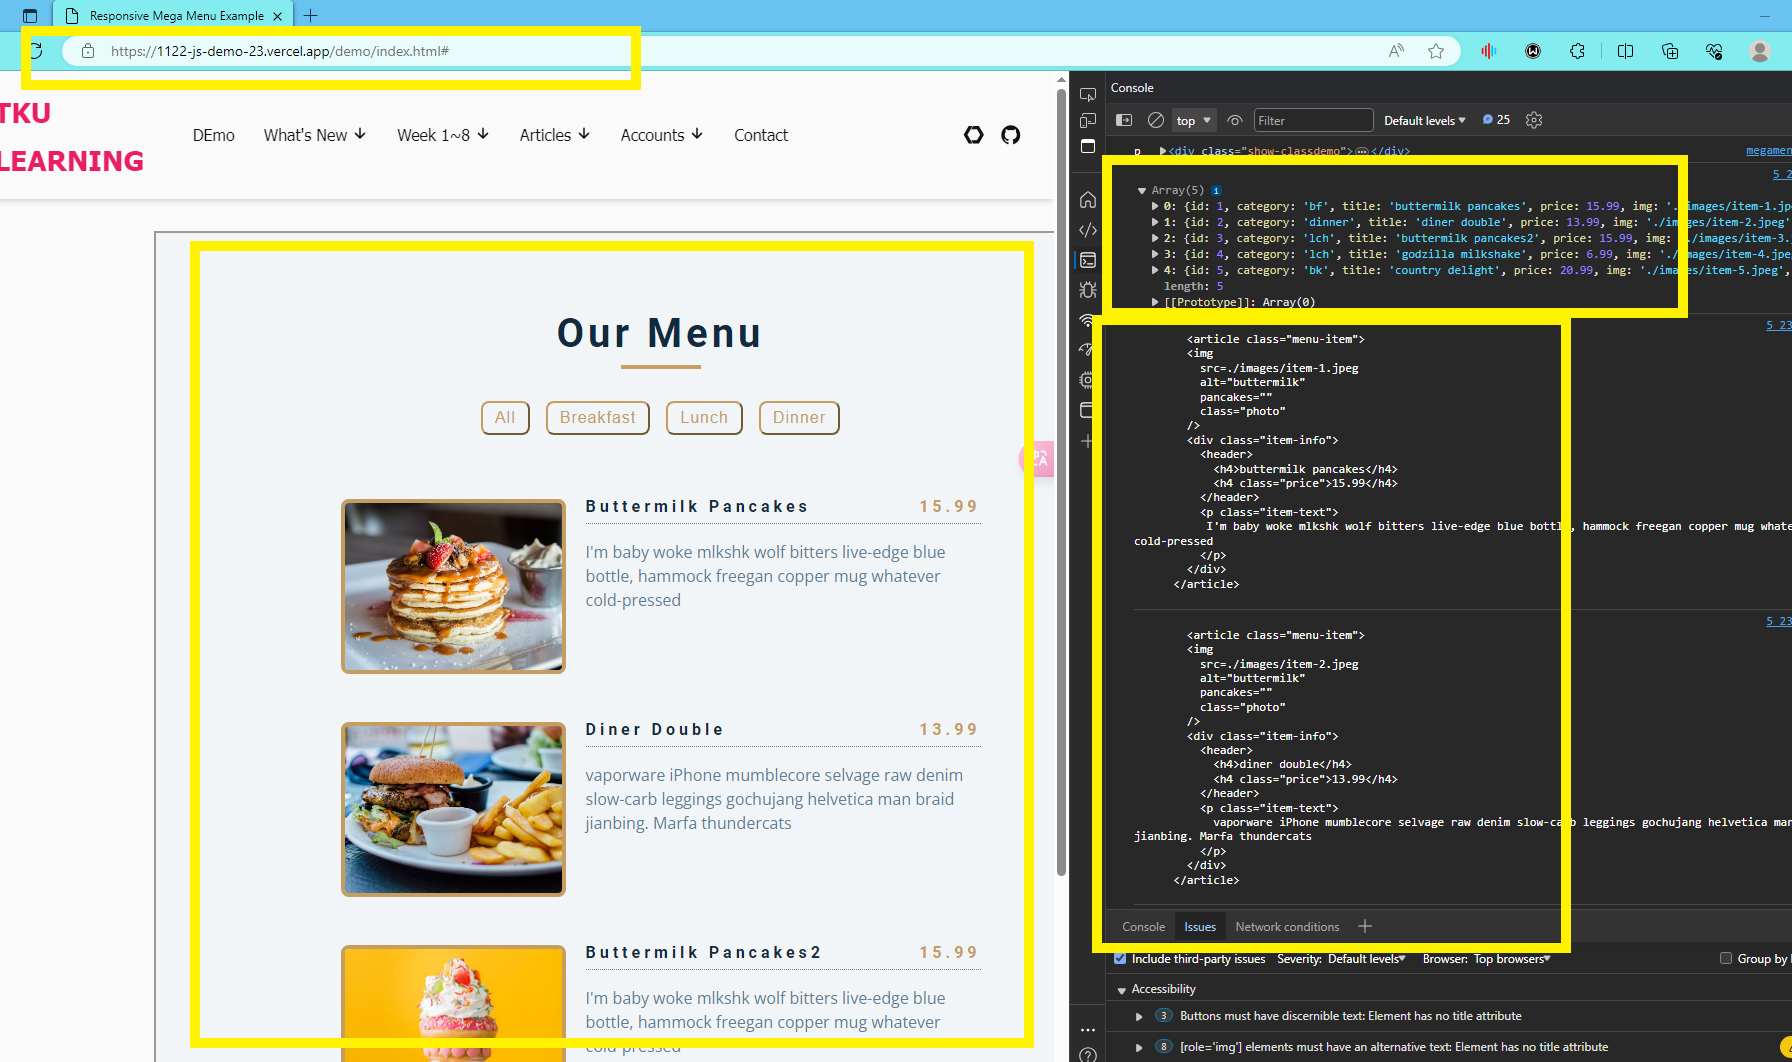 Responsive Mega Menu Example
https://1122-js-demo-23.vercel.app/demo/index.html#
TKU
LEARNING
DEmo What's New Week 1~8 Articles Accounts Contact
Our Menu
All Breakfast Lunch Dinner
Buttermilk Pancakes 15.99
I'm baby woke mlkshk wolf bitters live-edge blue
bottle, hammock freegan copper mug whatever
cold-pressed
Diner Double 13.99
vaporware iPhone mumblecore selvage raw denim
slow-carb leggings gochujang helvetica man braid
jianbing. Marfa thundercats
Buttermilk Pancakes2 15.99
I'm baby woke mlkshk wolf bitters live-edge blue
bottle, hammock freegan copper mug whatever
cold-pressed
Console
top Filter Default levels 25
p <div class="show-classdemo"></div> megamen
5_2
Array(5)
0: {id: 1, category: 'bf', title: 'buttermilk pancakes', price: 15.99, img: './images/item-1.jp
1: {id: 2, category: 'dinner', title: 'diner double', price: 13.99, img: './images/item-2.jpeg'
2: {id: 3, category: 'lch', title: 'buttermilk pancakes2', price: 15.99, img: './images/item-3.
3: {id: 4, category: 'lch', title: 'godzilla milkshake', price: 6.99, img: './images/item-4.jpe
4: {id: 5, category: 'bk', title: 'country delight', price: 20.99, img: './images/item-5.jpeg',
length: 5
[[Prototype]]: Array(0)
5_23
<article class="menu-item">
<img
src=./images/item-1.jpeg
alt="buttermilk"
pancakes=""
class="photo"
/>
<div class="item-info">
<header>
<h4>buttermilk pancakes</h4>
<h4 class="price">15.99</h4>
</header>
<p class="item-text">
I'm baby woke mlkshk wolf bitters live-edge blue bottle, hammock freegan copper mug whate
cold-pressed
</p>
</div>
</article>
5_23
<article class="menu-item">
<img
src=./images/item-2.jpeg
alt="buttermilk"
pancakes=""
class="photo"
/>
<div class="item-info">
<header>
<h4>diner double</h4>
<h4 class="price">13.99</h4>
</header>
<p class="item-text">
vaporware iPhone mumblecore selvage raw denim slow-carb leggings gochujang helvetica man
jianbing. Marfa thundercats
</p>
</div>
</article>
Console Issues Network conditions
Include third-party issues Severity: Default levels Browser: Top browsers Group by
Accessibility
3 Buttons must have discernible text: Element has no title attribute
8 [role='img'] elements must have an alternative text: Element has no title attribute